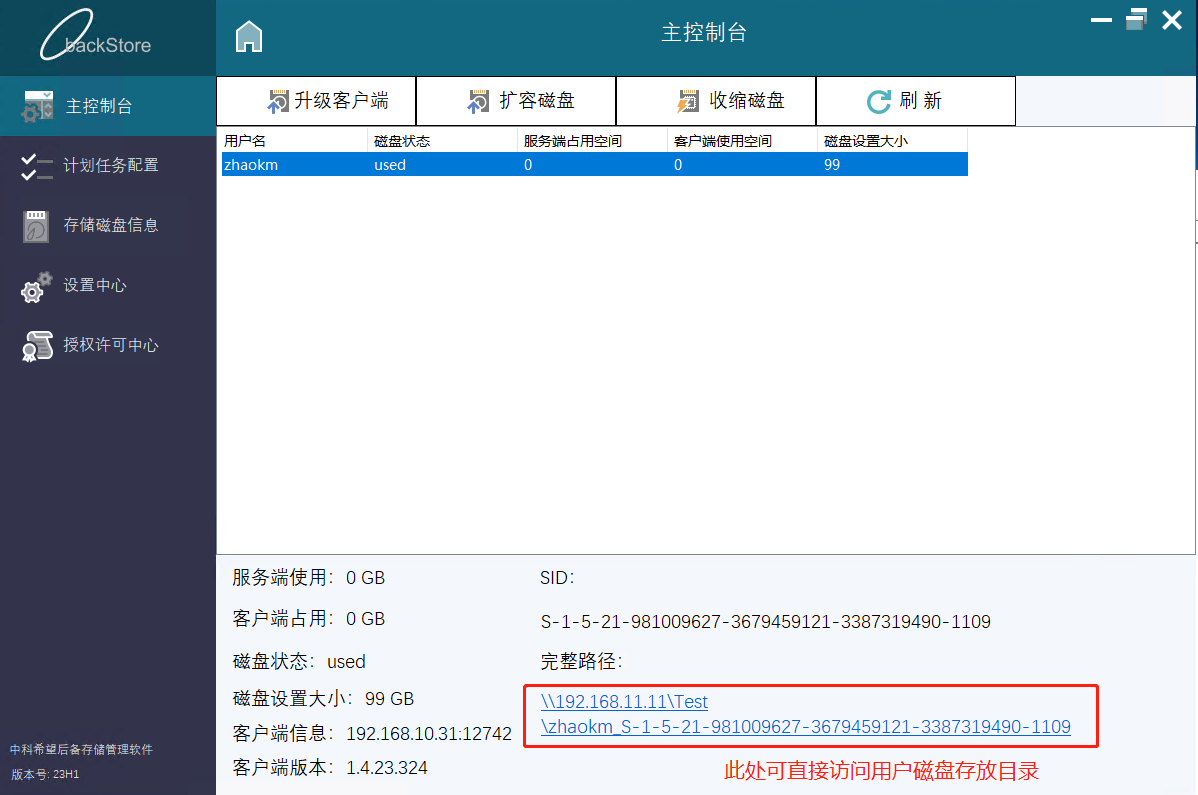 backStore
主控制台
主控制台
计划任务配置
存储磁盘信息
设置中心
授权许可中心
中科希望后备存储管理软件
版本号: 23H1
升级客户端
扩容磁盘
收缩磁盘
刷 新
用户名 磁盘状态 服务端占用空间 客户端使用空间 磁盘设置大小
zhaokm used 0 0 99
服务端使用: 0 GB
客户端占用: 0 GB
磁盘状态: used
磁盘设置大小: 99 GB
客户端信息: 192.168.10.31:12742
客户端版本: 1.4.23.324
SID:
S-1-5-21-981009627-3679459121-3387319490-1109
完整路径:
\\192.168.11.11\Test
\zhaokm_S-1-5-21-981009627-3679459121-3387319490-1109
此处可直接访问用户磁盘存放目录